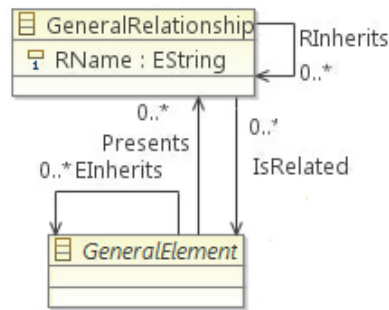 GeneralRelationship
RInherits
RName : EString
0..*
0..*
0..*
Presents
IsRelated
0..* EInherits
GeneralElement